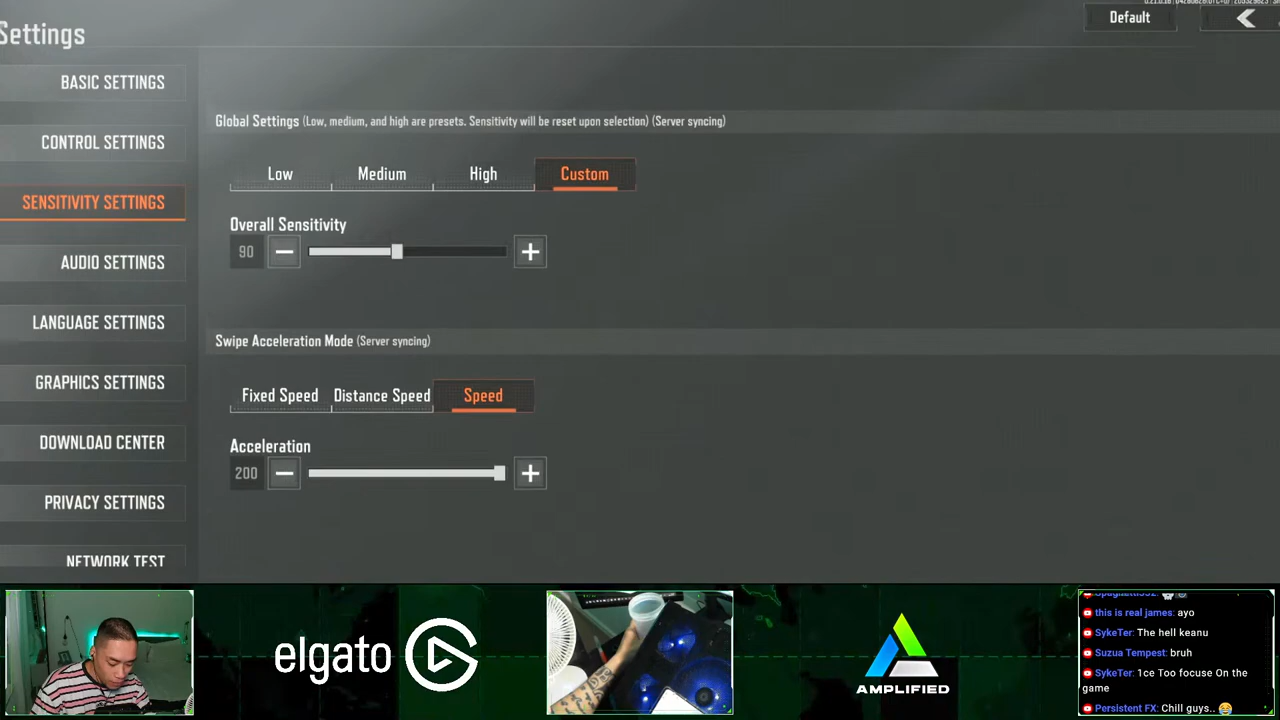 Settings
Default
BASIC SETTINGS
CONTROL SETTINGS
SENSITIVITY SETTINGS
AUDIO SETTINGS
LANGUAGE SETTINGS
GRAPHICS SETTINGS
DOWNLOAD CENTER
PRIVACY SETTINGS
NETWORK TEST
Global Settings (Low, medium, and high are presets. Sensitivity will be reset upon selection) (Server syncing)
Low Medium High Custom
Overall Sensitivity
90
Swipe Acceleration Mode (Server syncing)
Fixed Speed Distance Speed Speed
Acceleration
200
elgato
AMPLIFIED
this is real james: ayo
SykeTer: The hell keanu
Suzua Tempest: bruh
SykeTer: 1ce Too focuse On the
game
Persistent FX: Chill guys.. 😂